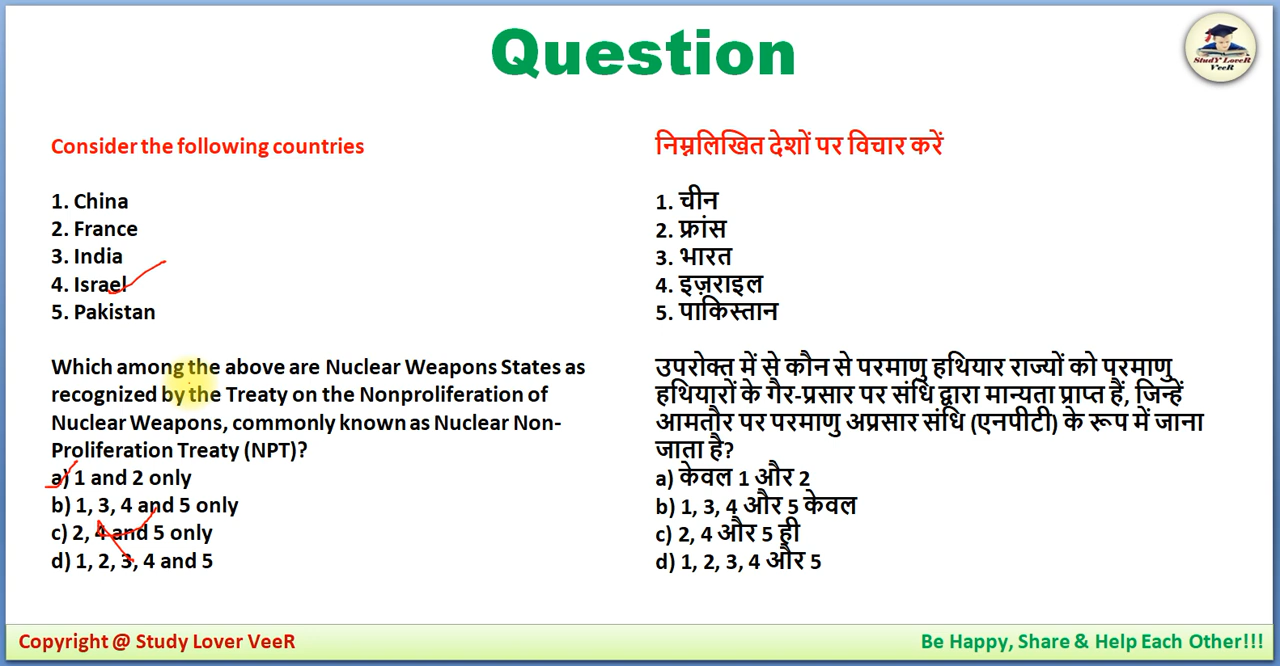 Question
StudY LoveR
VeeR
Consider the following countries
1. China
2. France
3. India
4. Israel
5. Pakistan
Which among the above are Nuclear Weapons States as
recognized by the Treaty on the Nonproliferation of
Nuclear Weapons, commonly known as Nuclear Non-
Proliferation Treaty (NPT)?
a) 1 and 2 only
b) 1, 3, 4 and 5 only
c) 2, 4 and 5 only
d) 1, 2, 3, 4 and 5
निम्नलिखित देशों पर विचार करें
1. चीन
2. फ्रांस
3. भारत
4. इज़राइल
5. पाकिस्तान
उपरोक्त में से कौन से परमाणु हथियार राज्यों को परमाणु
हथियारों के गैर-प्रसार पर संधि द्वारा मान्यता प्राप्त हैं, जिन्हें
आमतौर पर परमाणु अप्रसार संधि (एनपीटी) के रूप में जाना
जाता है?
a) केवल 1 और 2
b) 1, 3, 4 और 5 केवल
c) 2, 4 और 5 ही
d) 1, 2, 3, 4 और 5
Copyright @ Study Lover VeeR
Be Happy, Share & Help Each Other!!!